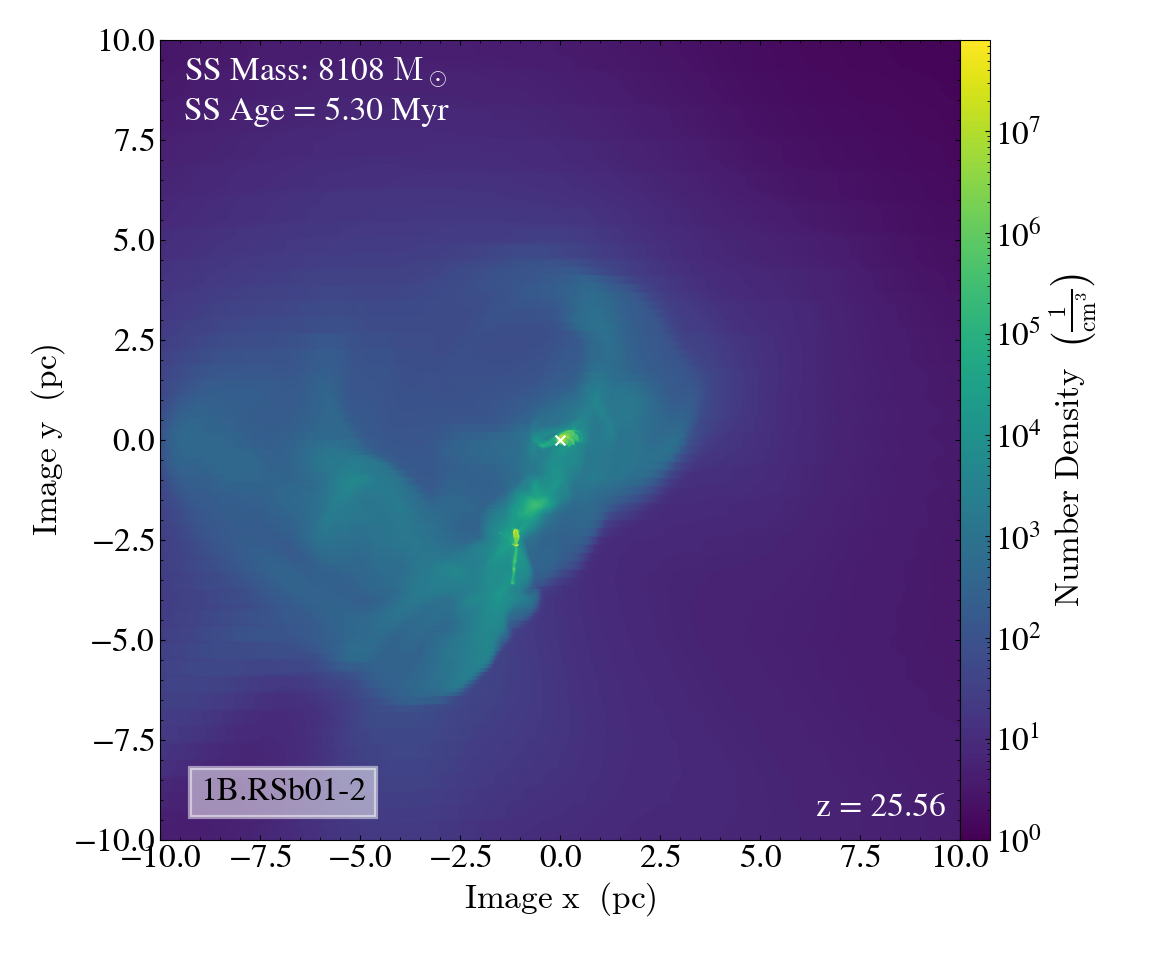 SS Mass: 8108 M⊙
SS Age = 5.30 Myr
10.0
7.5
5.0
2.5
0.0
−2.5
−5.0
−7.5
−10.0
Image y (pc)
1B.RSb01-2
z = 25.56
−10.0 −7.5 −5.0 −2.5 0.0 2.5 5.0 7.5 10.0
Image x (pc)
10⁷
10⁶
10⁵
10⁴
10³
10²
10¹
10⁰
Number Density (1/cm³)